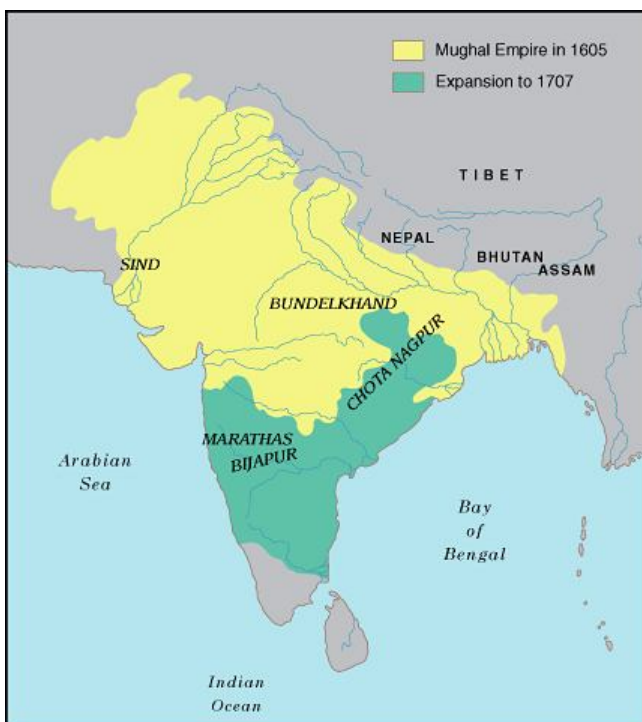 Mughal Empire in 1605
Expansion to 1707
TIBET
NEPAL
BHUTAN
ASSAM
SIND
BUNDELKHAND
CHOTA NAGPUR
MARATHAS
BIJAPUR
Arabian
Sea
Bay
of
Bengal
Indian
Ocean